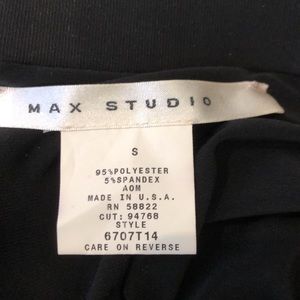 MAX STUDIO
S
95%POLYESTER
5%SPANDEX
AOM
MADE IN U.S.A.
RN 58822
CUT: 94768
STYLE
6707T14
CARE ON REVERSE